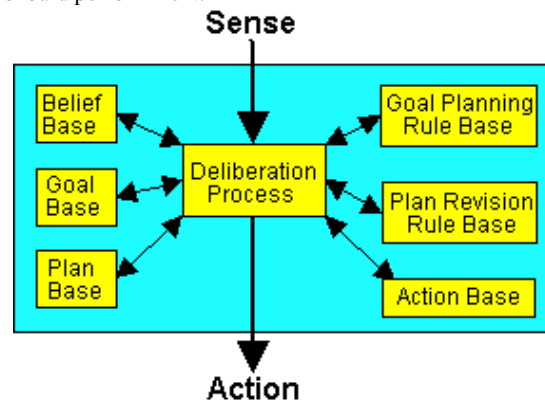 Sense
Belief
Base
Goal
Base
Plan
Base
Deliberation
Process
Goal Planning
Rule Base
Plan Revision
Rule Base
Action Base
Action